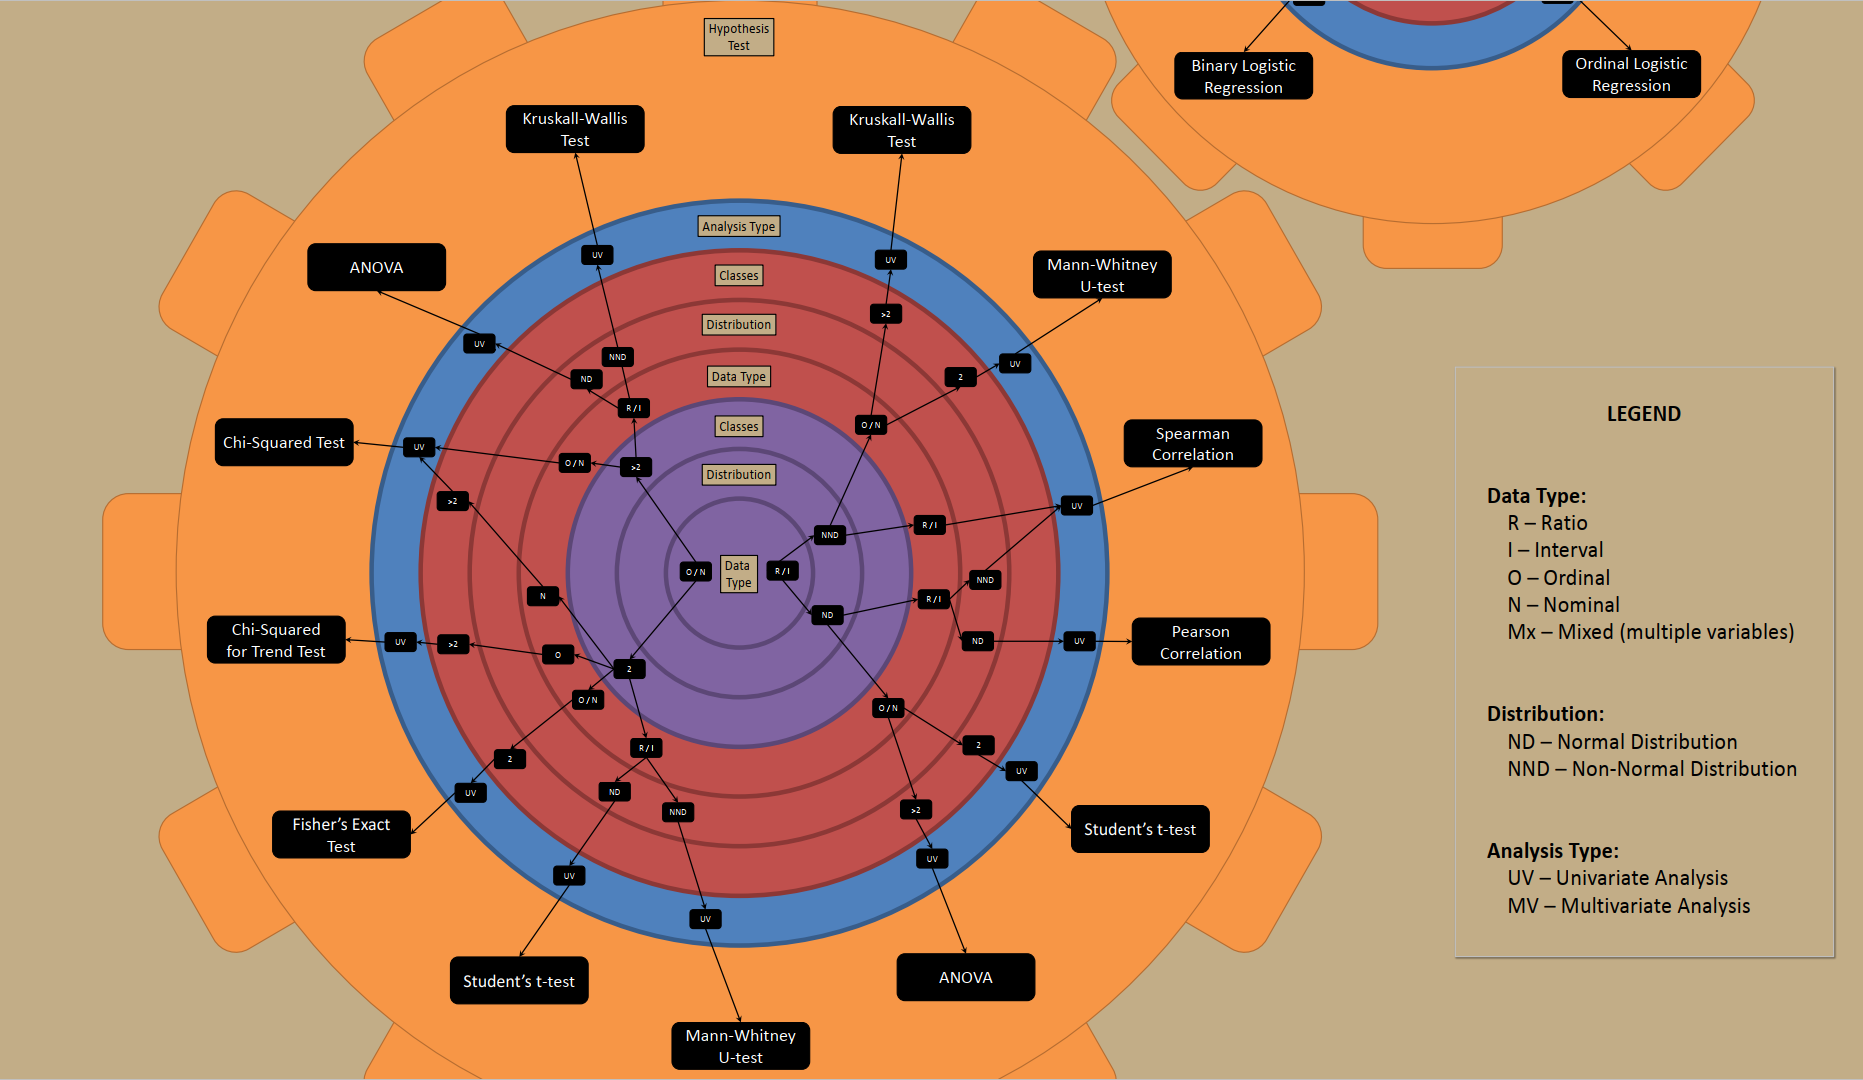 Hypothesis
Test
Binary Logistic
Regression
Ordinal Logistic
Regression
Kruskall-Wallis
Test
Kruskall-Wallis
Test
Analysis Type
UV
UV
ANOVA
Mann-Whitney
U-test
Classes
>2
Distribution
UV
NND
UV
ND
Data Type
2
R / I
Classes
O / N
Chi-Squared Test
UV
O / N
>2
Distribution
Spearman
Correlation
>2
UV
NND
R / I
O / N
Data
Type
R / I
NND
N
R / I
ND
Chi-Squared
for Trend Test
UV
>2
O
2
ND
UV
Pearson
Correlation
O / N
O / N
R / I
2
2
UV
UV
ND
NND
>2
Fisher’s Exact
Test
Student’s t-test
UV
UV
UV
Student’s t-test
ANOVA
Mann-Whitney
U-test
LEGEND
Data Type:
R – Ratio
I – Interval
O – Ordinal
N – Nominal
Mx – Mixed (multiple variables)
Distribution:
ND – Normal Distribution
NND – Non-Normal Distribution
Analysis Type:
UV – Univariate Analysis
MV – Multivariate Analysis